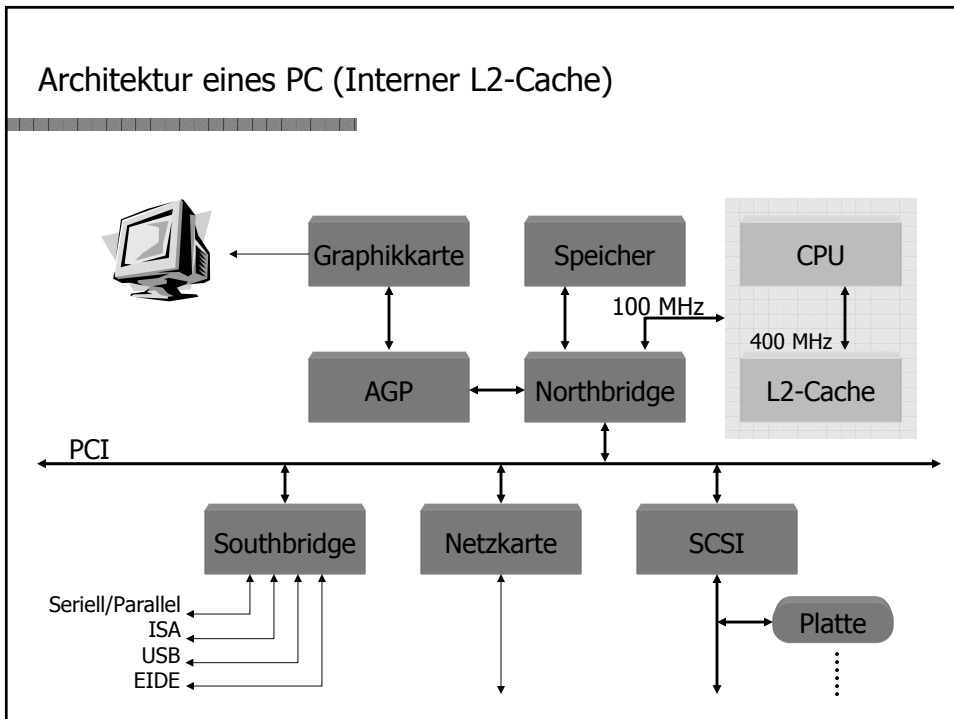 Architektur eines PC (Interner L2-Cache)
Graphikkarte
Speicher
CPU
100 MHz
400 MHz
AGP
Northbridge
L2-Cache
PCI
Southbridge
Netzkarte
SCSI
Seriell/Parallel
ISA
USB
EIDE
Platte